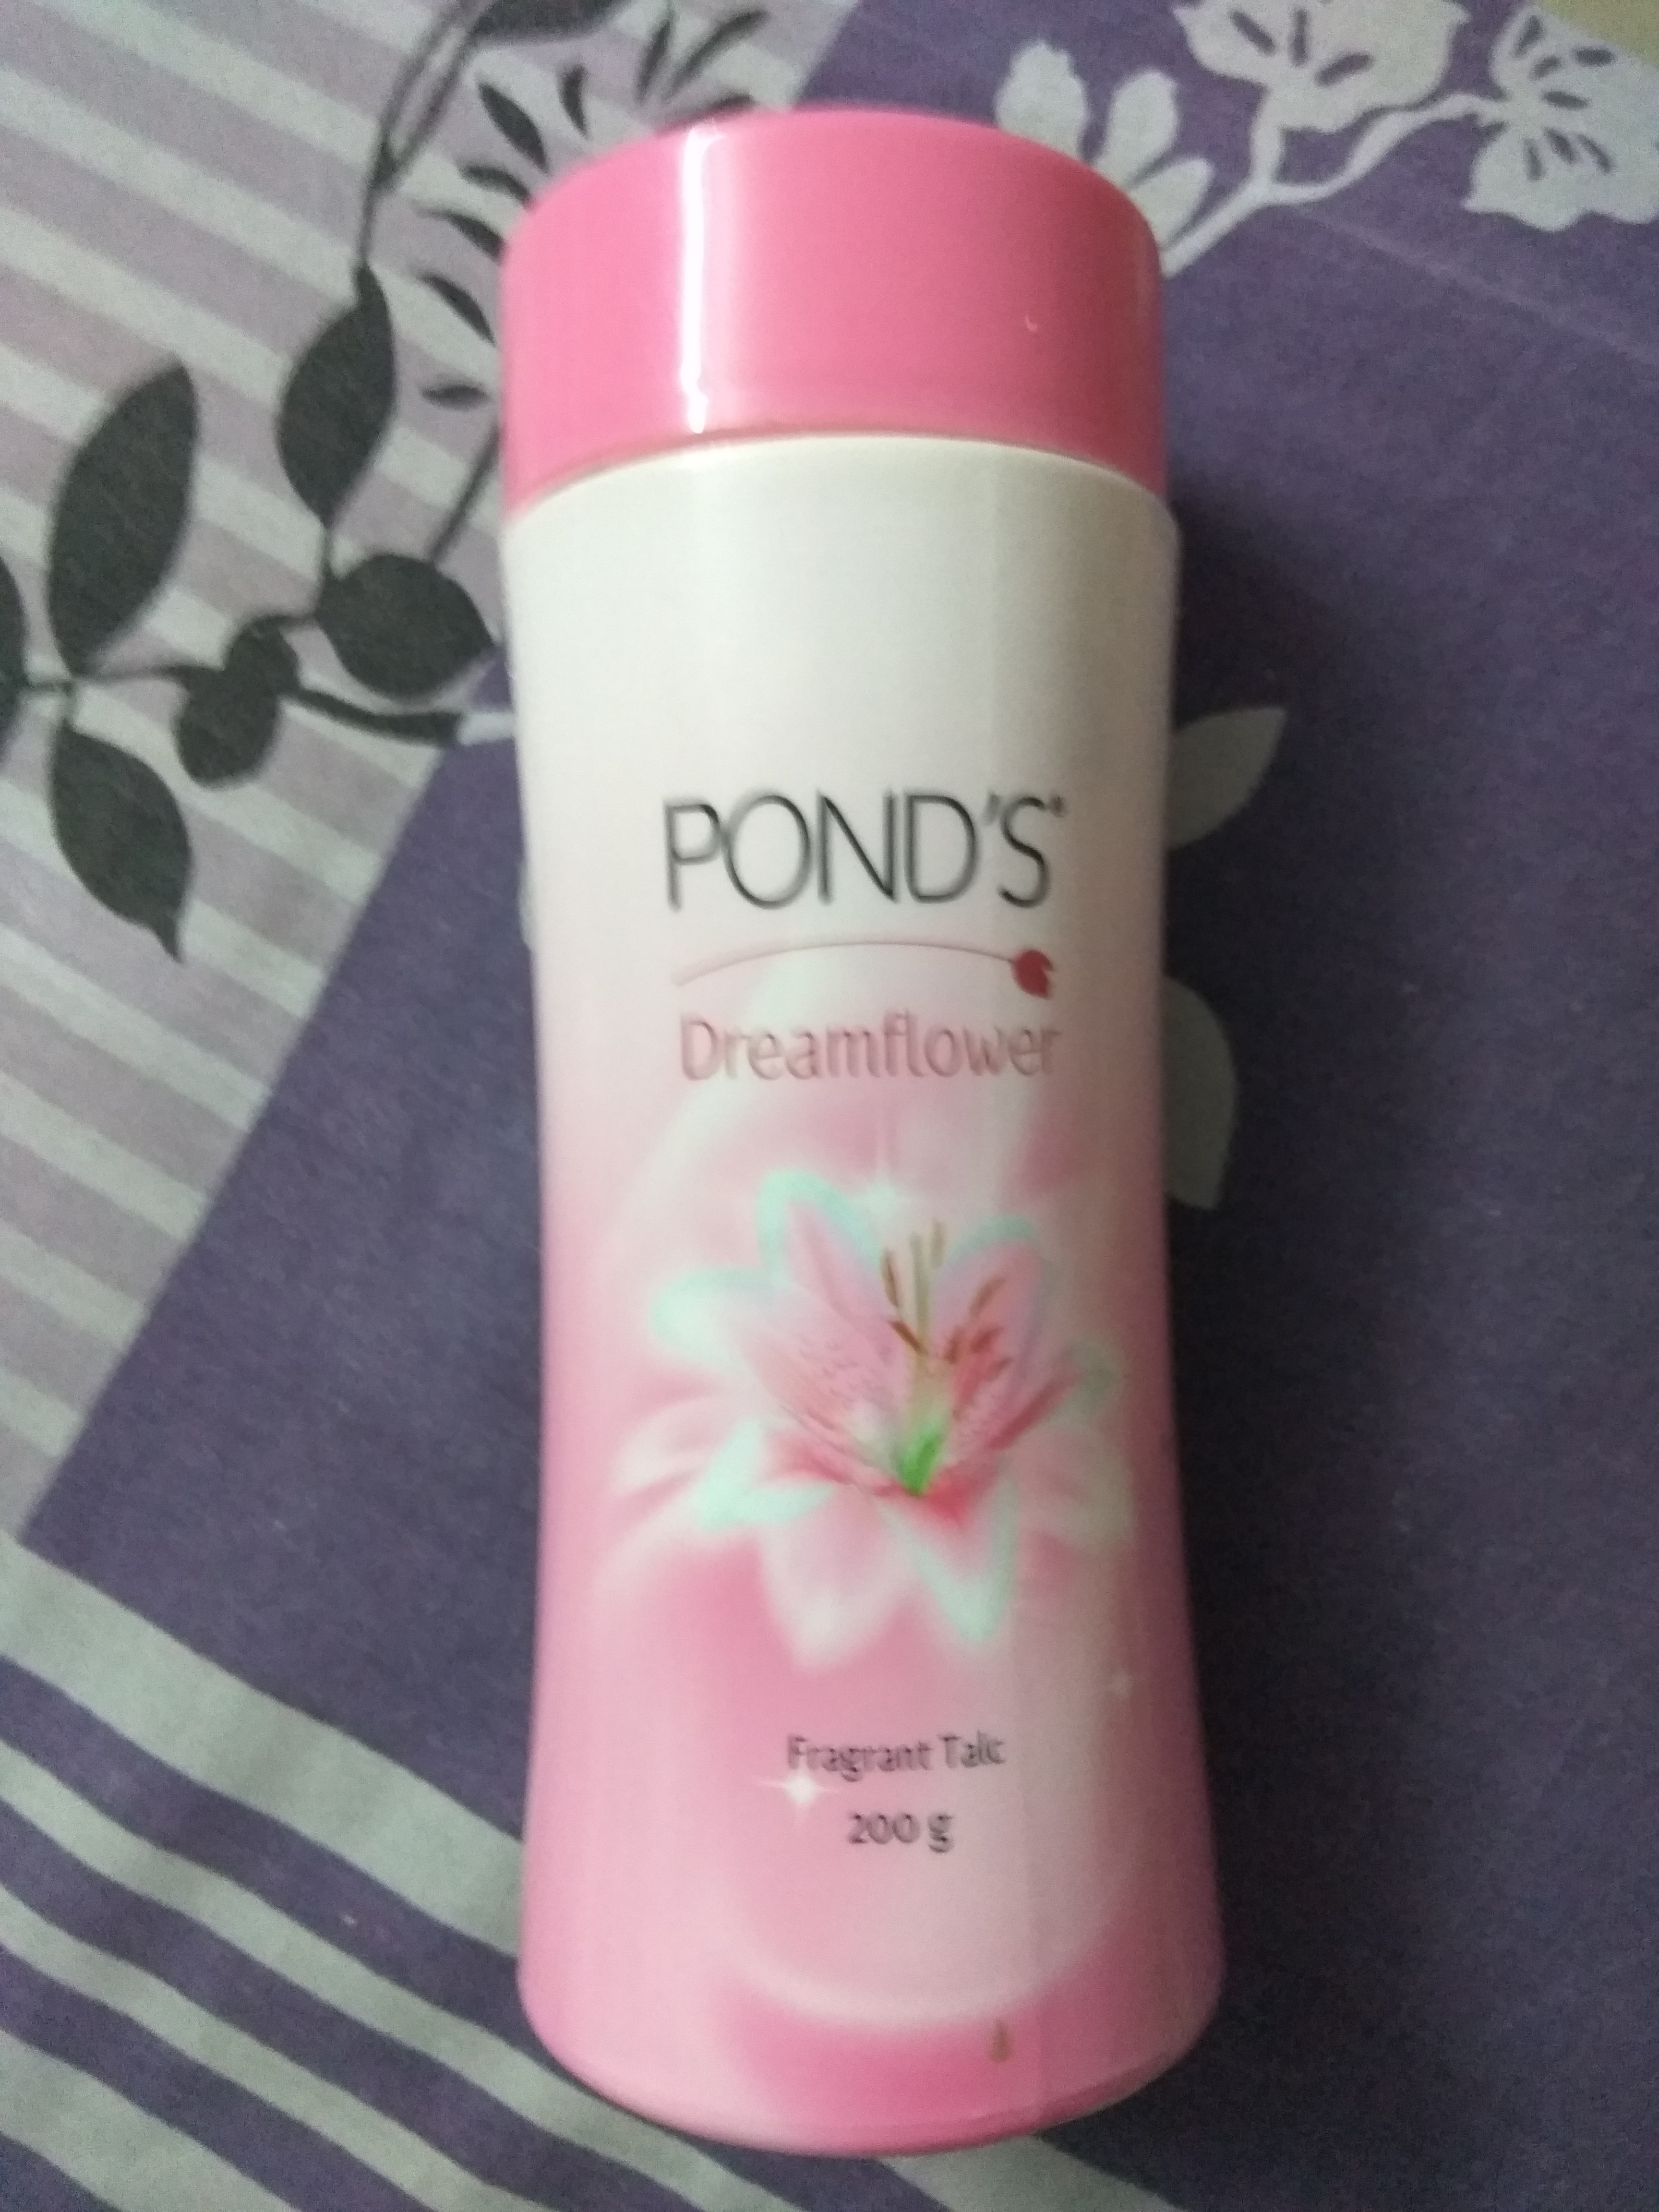 POND'S
Dreamflower
Fragrant Talc
200 g